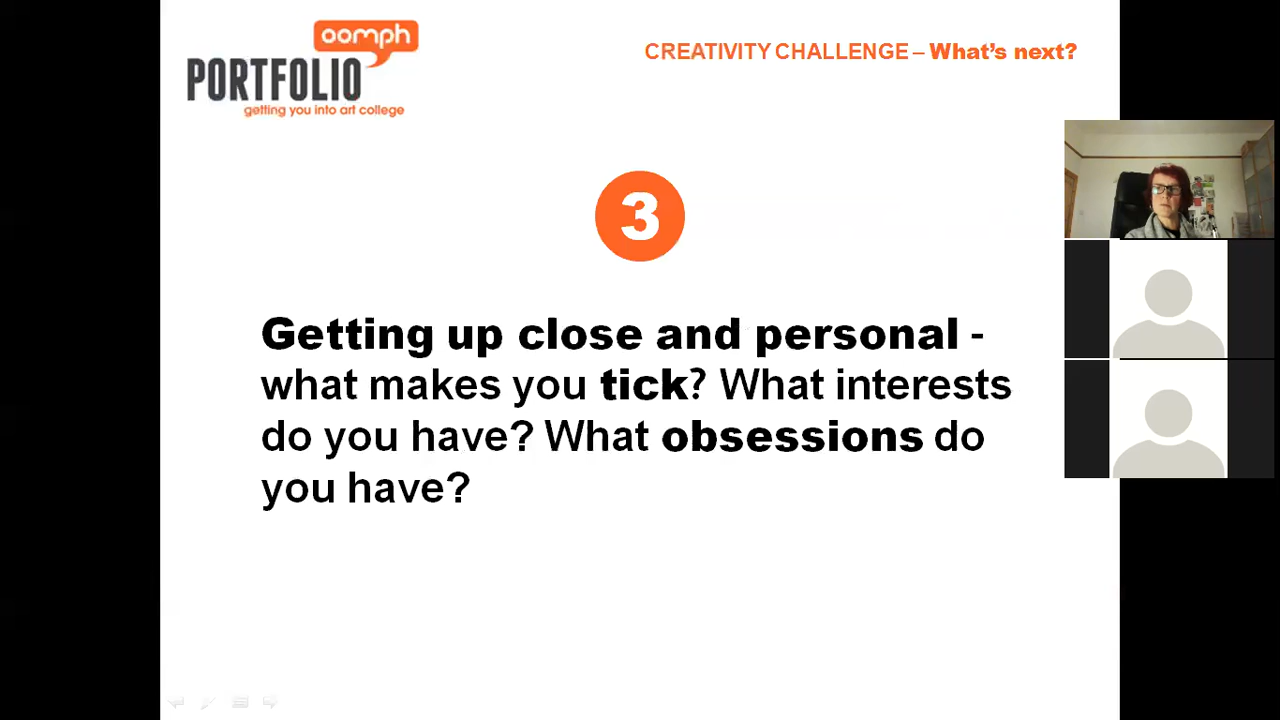 oomph
PORTFOLIO
getting you into art college
CREATIVITY CHALLENGE – What's next?
3
Getting up close and personal -
what makes you tick? What interests
do you have? What obsessions do
you have?